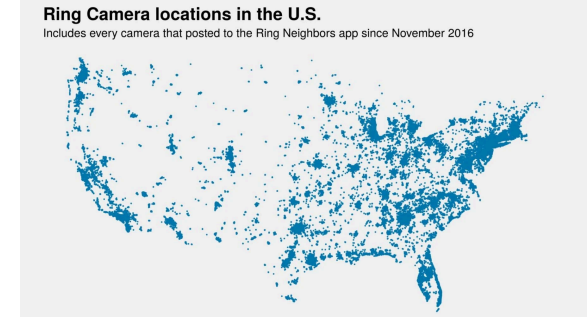 Ring Camera locations in the U.S.
Includes every camera that posted to the Ring Neighbors app since November 2016